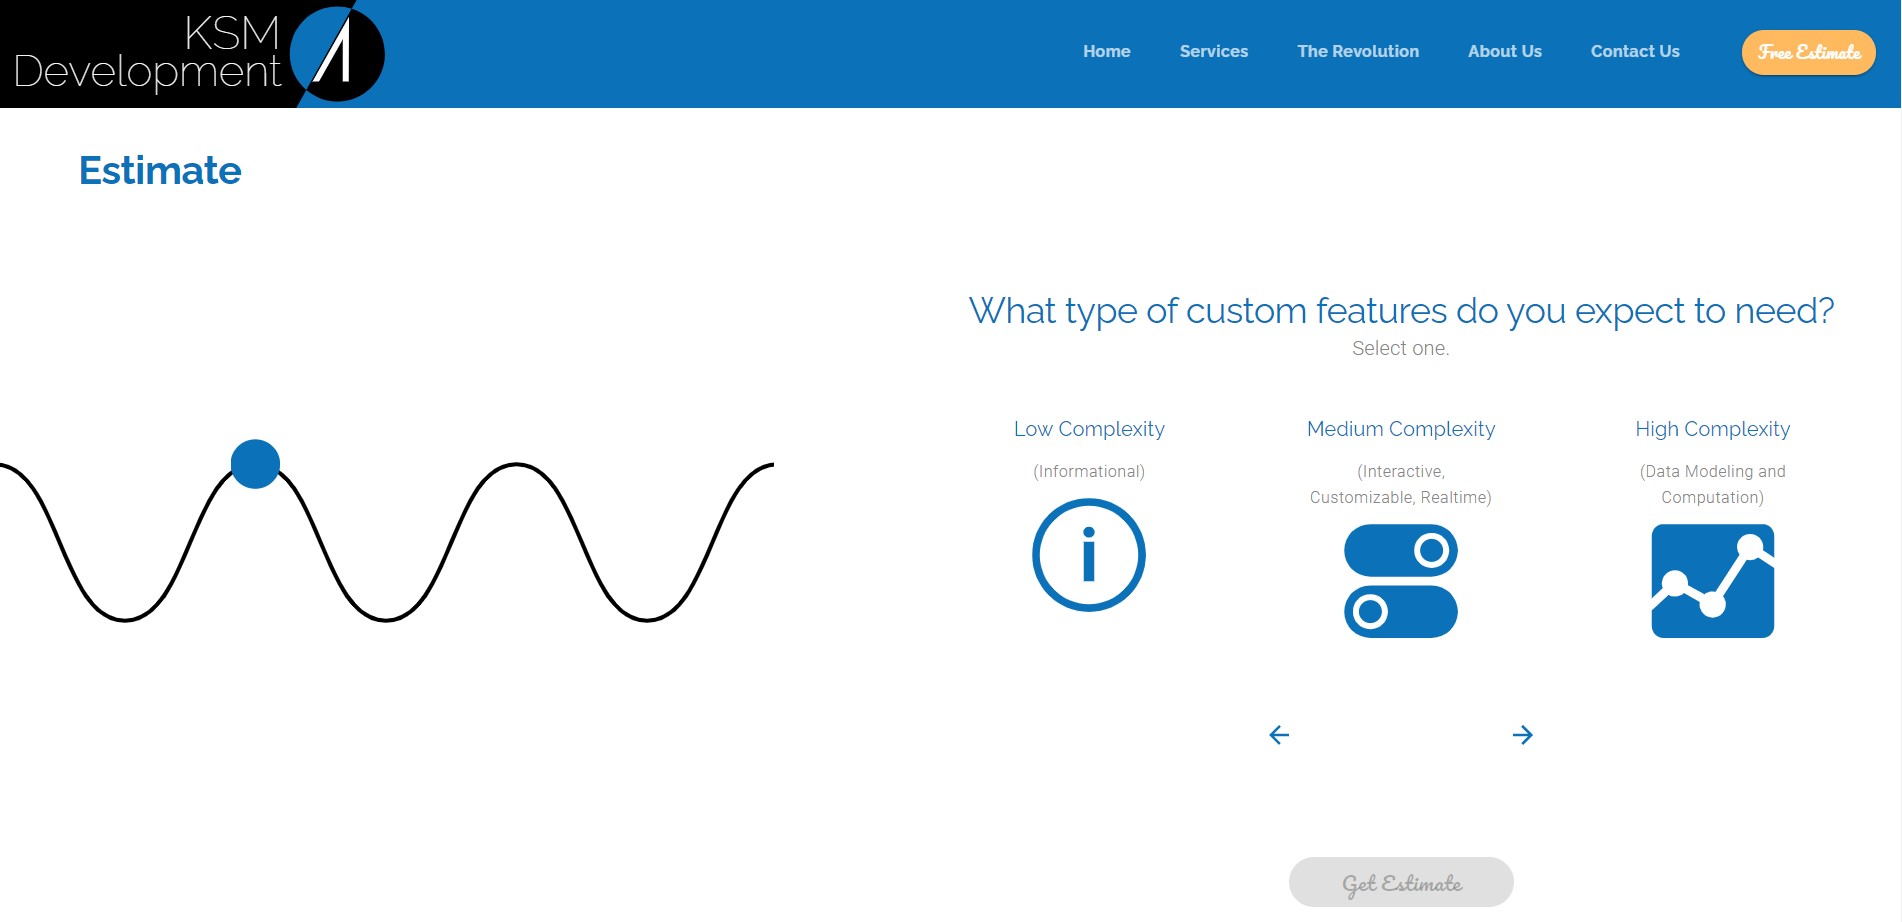 KSM
Development
Home
Services
The Revolution
About Us
Contact Us
Free Estimate
Estimate
What type of custom features do you expect to need?
Select one.
Low Complexity
(Informational)
Medium Complexity
(Interactive,
Customizable, Realtime)
High Complexity
(Data Modeling and
Computation)
Get Estimate